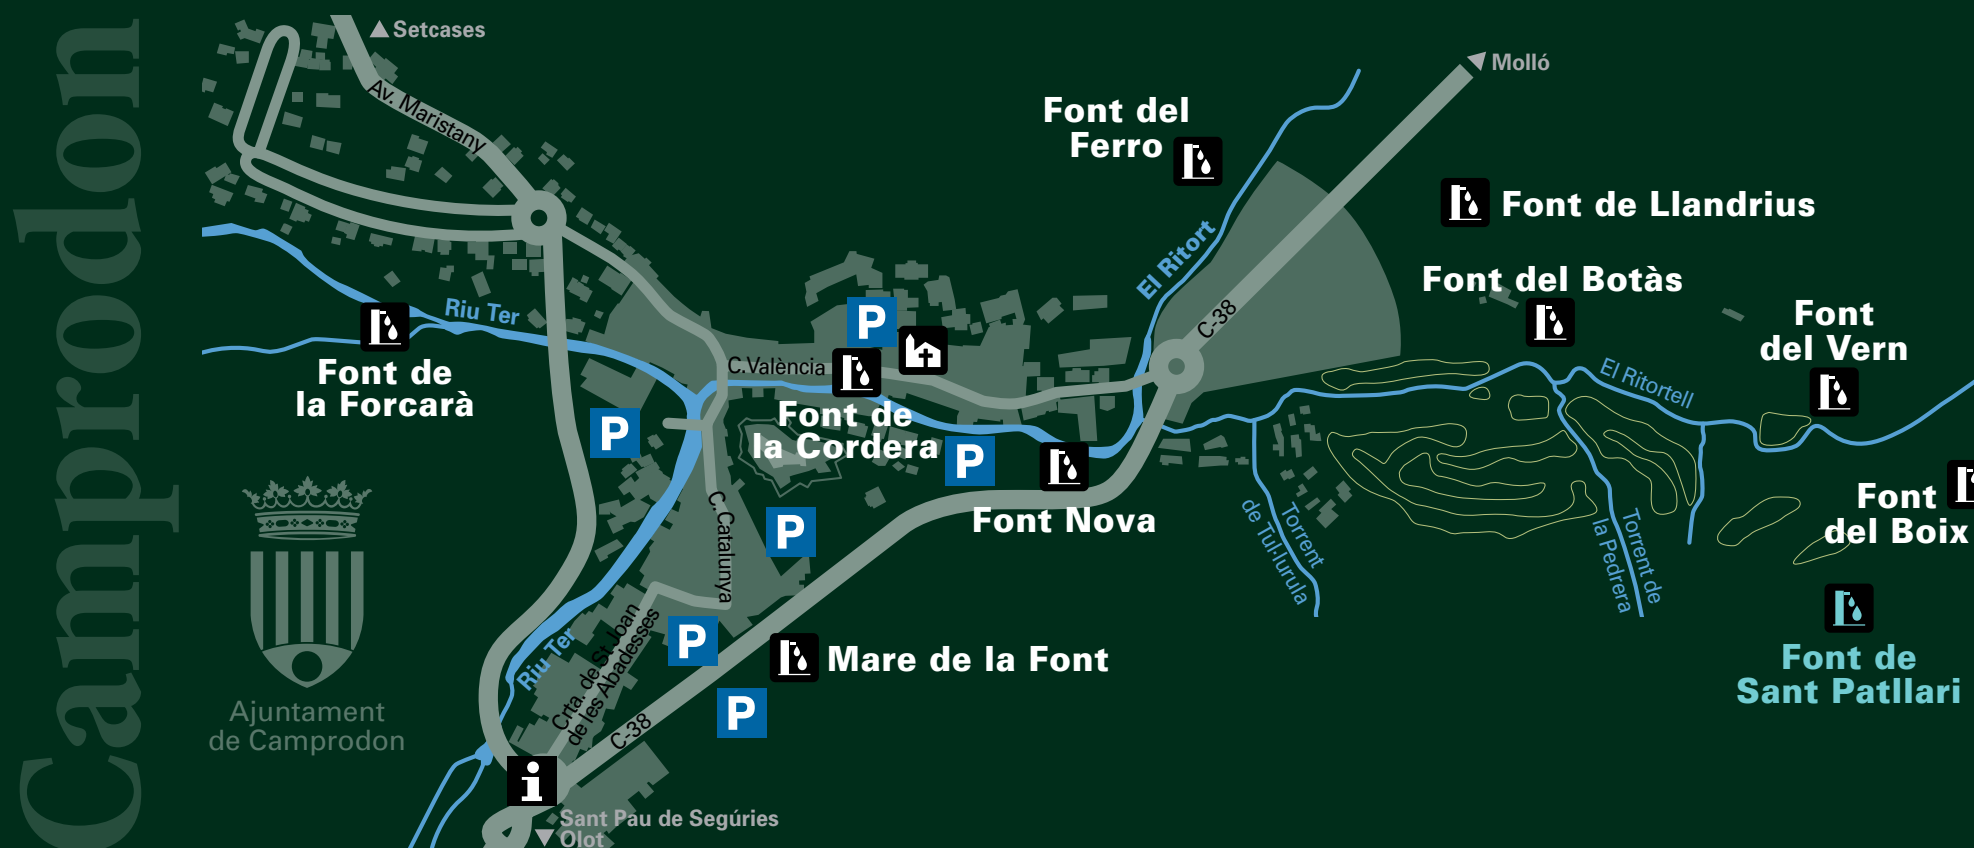 Camprodon
Setcases
Av. Maristany
Molló
Font del
Ferro
Font de Llandrius
El Ritort
Font del Botàs
C-38
Riu Ter
Font
del Vern
P
C.València
Font de
la Forcarà
El Ritortell
Font de
la Cordera
P
P
Font
del Boix
C. Catalunya
Font Nova
P
Torrent
de Tul·lurula
Torrent de
la Pedrera
Crta. de St. Joan
de les Abadesses
Riu Ter
P
Mare de la Font
Font de
Sant Patllari
P
C-38
Ajuntament
de Camprodon
i
Sant Pau de Segúries
Olot